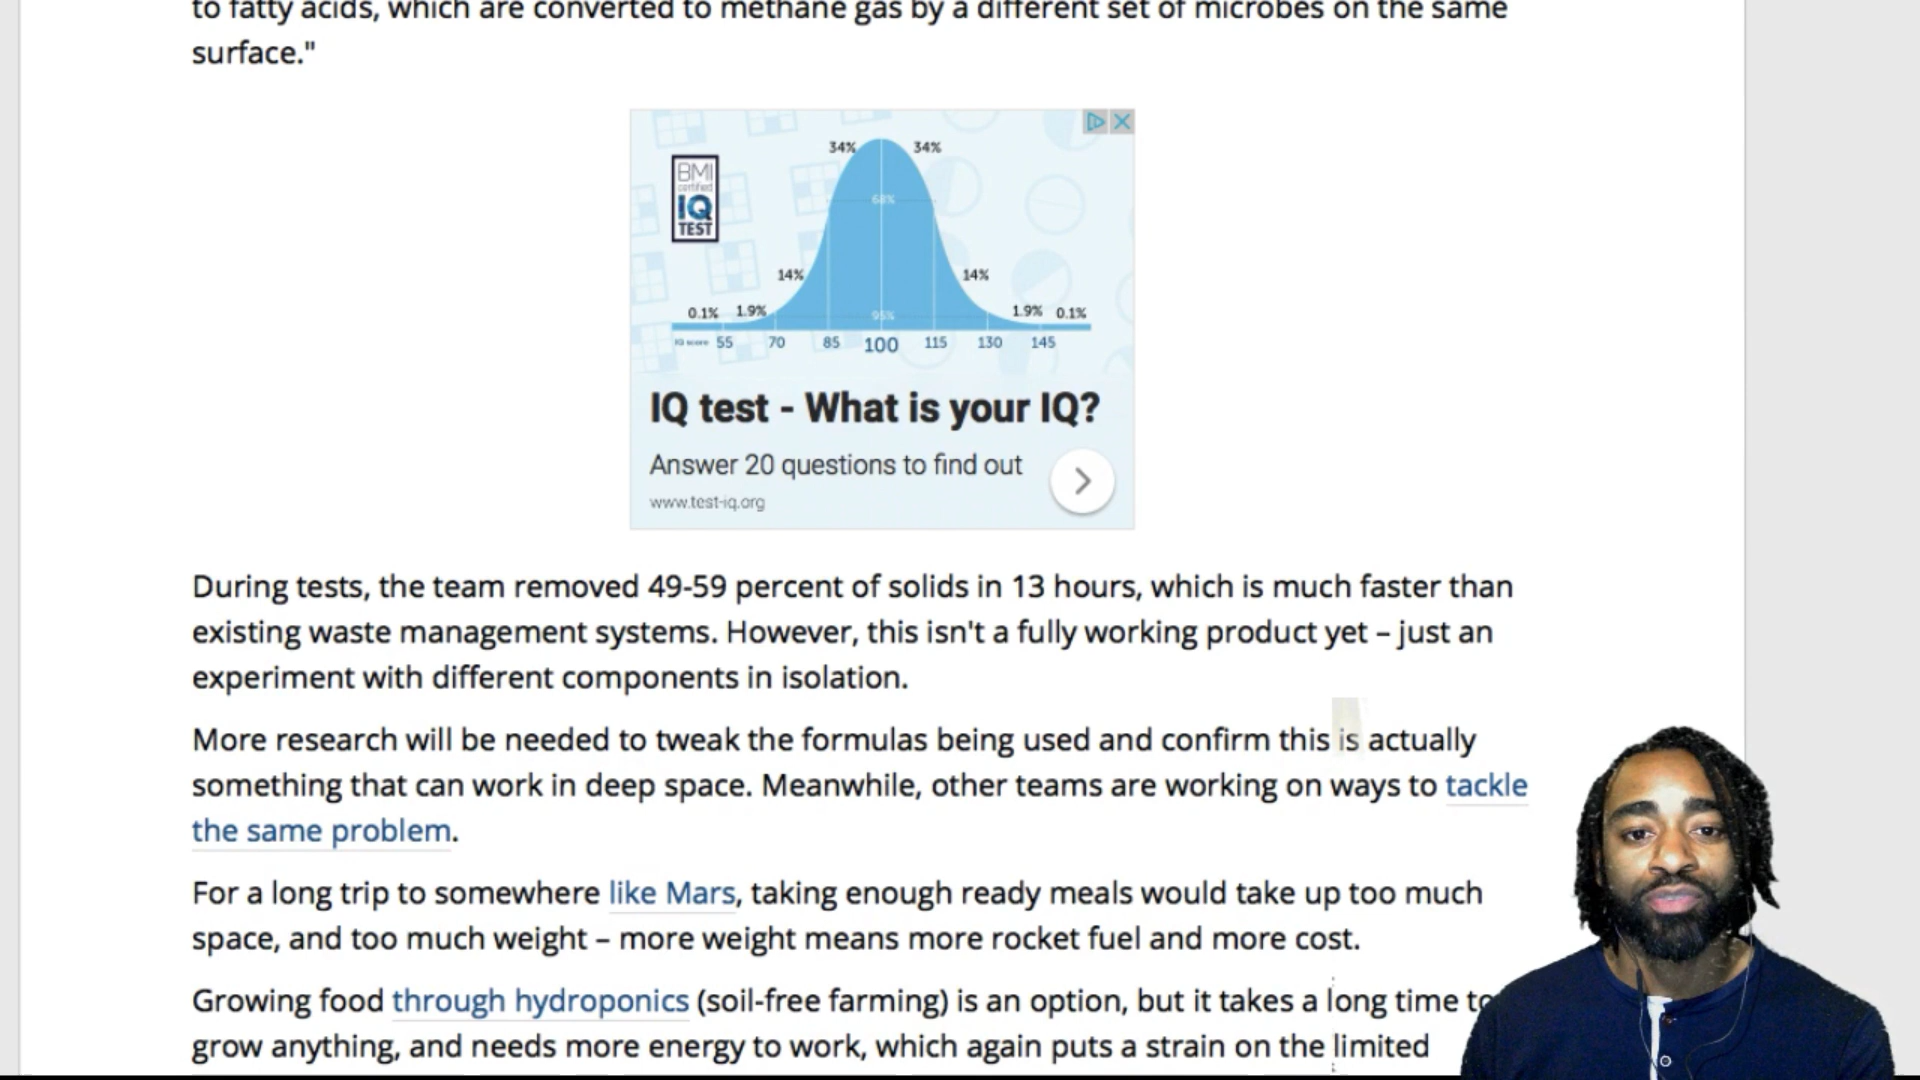 to fatty acids, which are converted to methane gas by a different set of microbes on the same
surface."
34% 34%
BMI
certified
IQ
TEST
68%
14% 14%
0.1% 1.9% 95% 1.9% 0.1%
IQ score 55 70 85 100 115 130 145
IQ test - What is your IQ?
Answer 20 questions to find out
www.test-iq.org
During tests, the team removed 49-59 percent of solids in 13 hours, which is much faster than
existing waste management systems. However, this isn't a fully working product yet – just an
experiment with different components in isolation.
More research will be needed to tweak the formulas being used and confirm this is actually
something that can work in deep space. Meanwhile, other teams are working on ways to tackle
the same problem.
For a long trip to somewhere like Mars, taking enough ready meals would take up too much
space, and too much weight – more weight means more rocket fuel and more cost.
Growing food through hydroponics (soil-free farming) is an option, but it takes a long time to
grow anything, and needs more energy to work, which again puts a strain on the limited